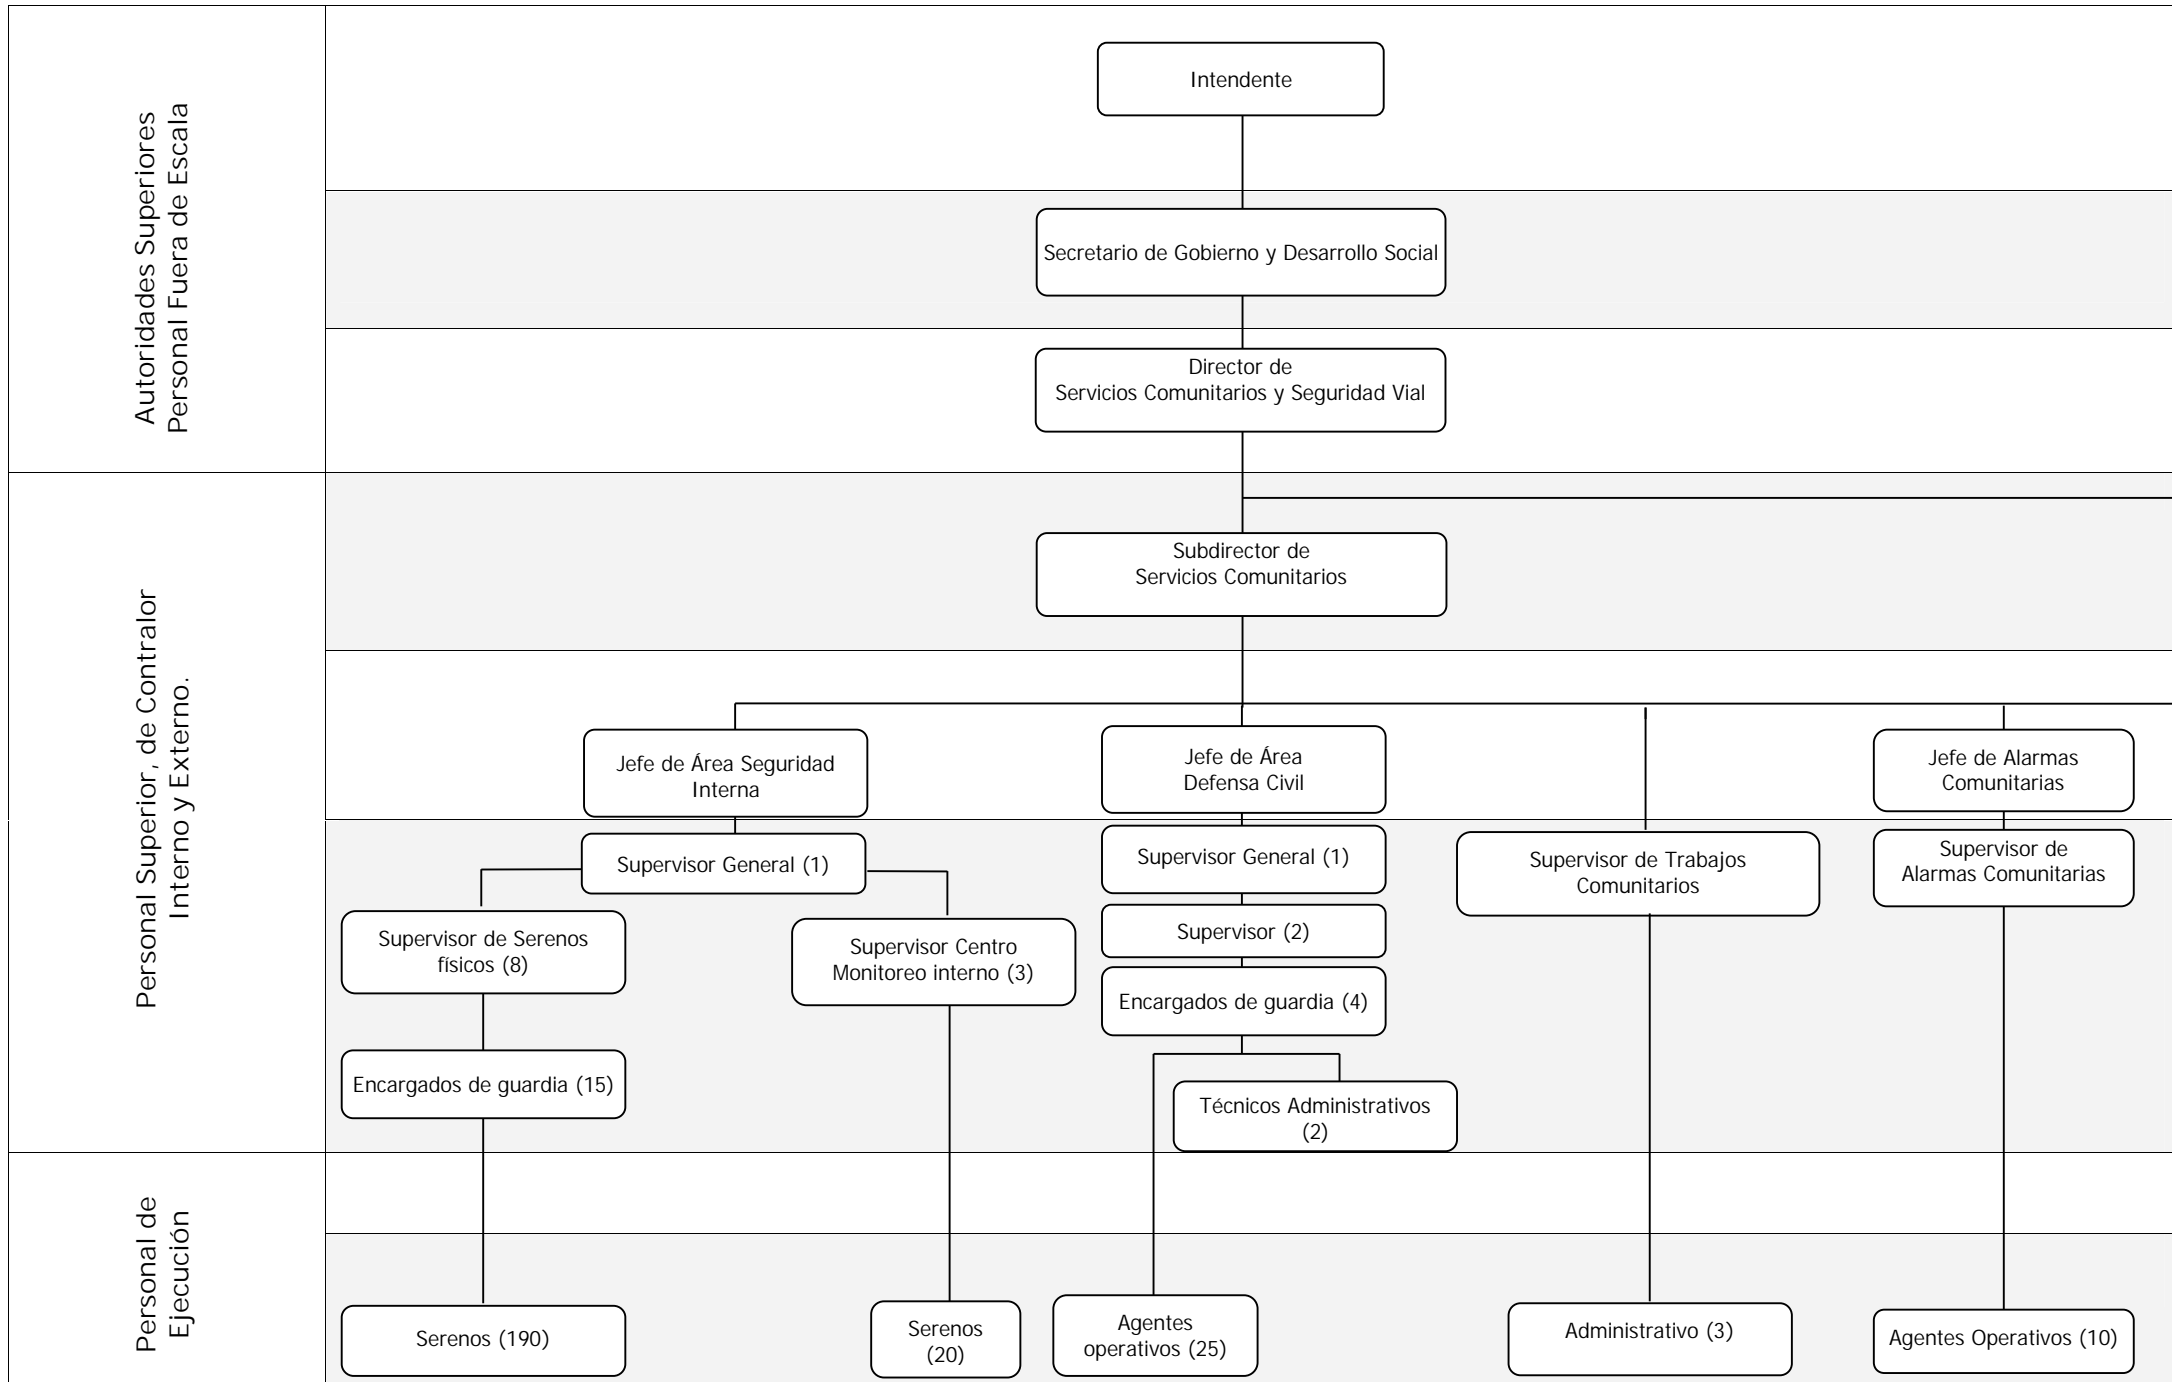 Autoridades Superiores
Personal Fuera de Escala
Intendente
Secretario de Gobierno y Desarrollo Social
Director de
Servicios Comunitarios y Seguridad Vial
Personal Superior, de Contralor
Interno y Externo.
Subdirector de
Servicios Comunitarios
Jefe de Área Seguridad
Interna
Jefe de Área
Defensa Civil
Jefe de Alarmas
Comunitarias
Supervisor General (1)
Supervisor General (1)
Supervisor de Trabajos
Comunitarios
Supervisor de
Alarmas Comunitarias
Supervisor de Serenos
físicos (8)
Supervisor Centro
Monitoreo interno (3)
Supervisor (2)
Encargados de guardia (4)
Encargados de guardia (15)
Técnicos Administrativos
(2)
Personal de
Ejecución
Serenos (190)
Serenos
(20)
Agentes
operativos (25)
Administrativo (3)
Agentes Operativos (10)